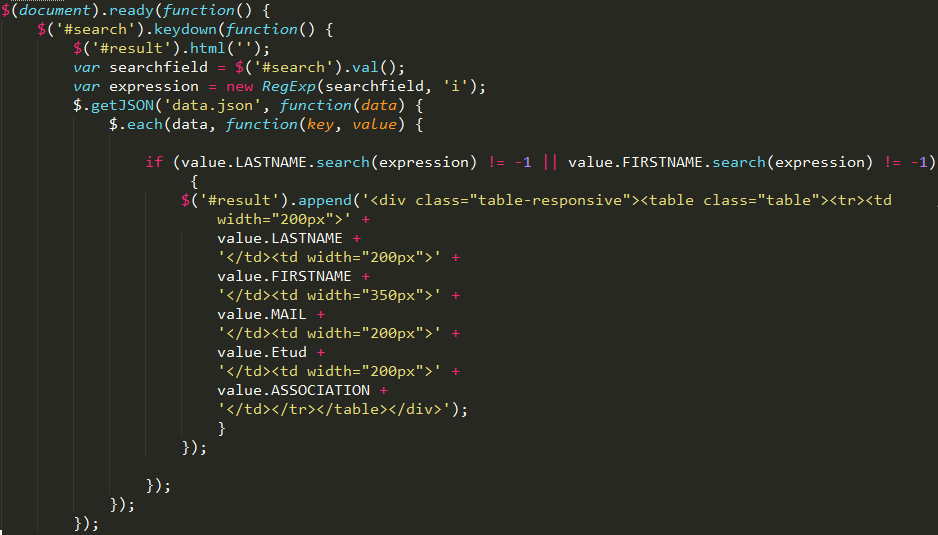 $(document).ready(function() {
$('#search').keydown(function() {
$('#result').html('');
var searchfield = $('#search').val();
var expression = new RegExp(searchfield, 'i');
$.getJSON('data.json', function(data) {
$.each(data, function(key, value) {
if (value.LASTNAME.search(expression) != -1 || value.FIRSTNAME.search(expression) != -1)
{
$('#result').append('<div class="table-responsive"><table class="table"><tr><td
width="200px">' +
value.LASTNAME +
'</td><td width="200px">' +
value.FIRSTNAME +
'</td><td width="350px">' +
value.MAIL +
'</td><td width="200px">' +
value.Etud +
'</td><td width="200px">' +
value.ASSOCIATION +
'</td></tr></table></div>');
}
});
});
});
});